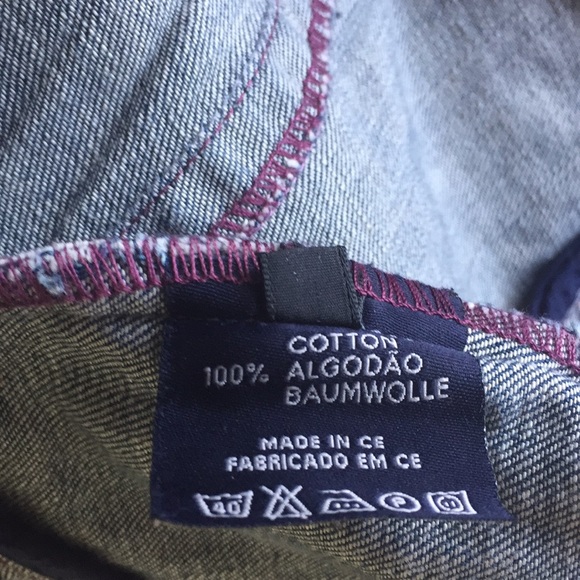 COTTON
100% ALGODÃO
BAUMWOLLE
MADE IN CE
FABRICADO EM CE
40 P